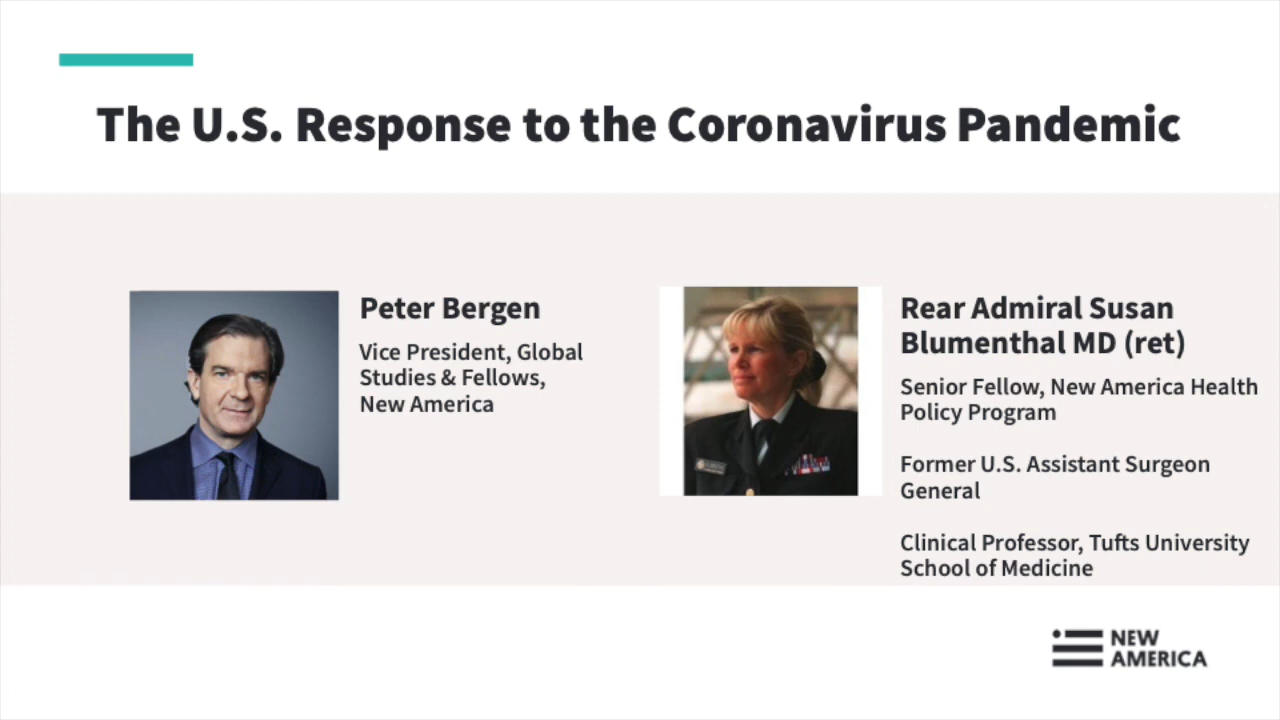 The U.S. Response to the Coronavirus Pandemic
Peter Bergen
Vice President, Global
Studies & Fellows,
New America
Rear Admiral Susan
Blumenthal MD (ret)
Senior Fellow, New America Health
Policy Program
Former U.S. Assistant Surgeon
General
Clinical Professor, Tufts University
School of Medicine
NEW
AMERICA